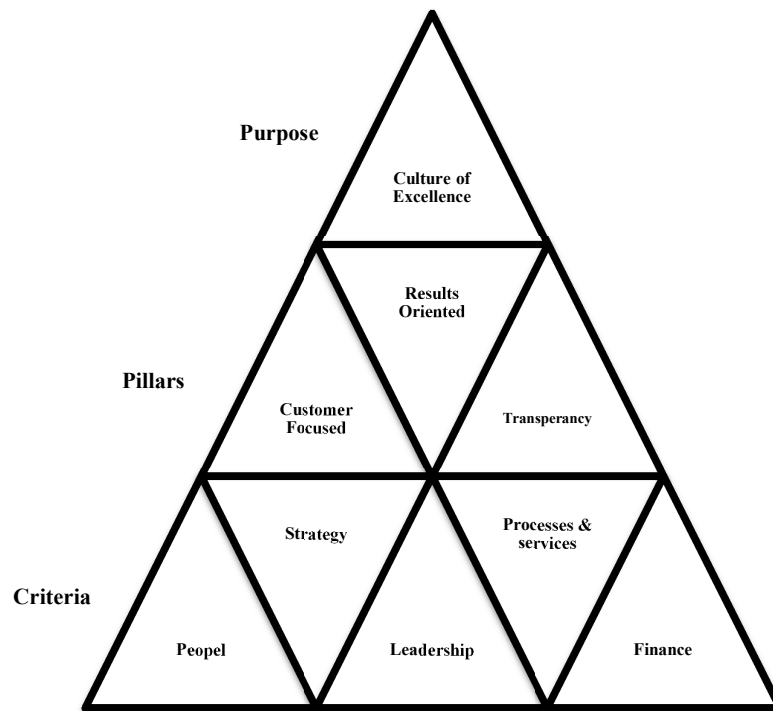 Purpose
Culture of
Excellence
Results
Oriented
Pillars
Customer
Focused
Transperancy
Strategy
Processes &
services
Criteria
Peopel
Leadership
Finance